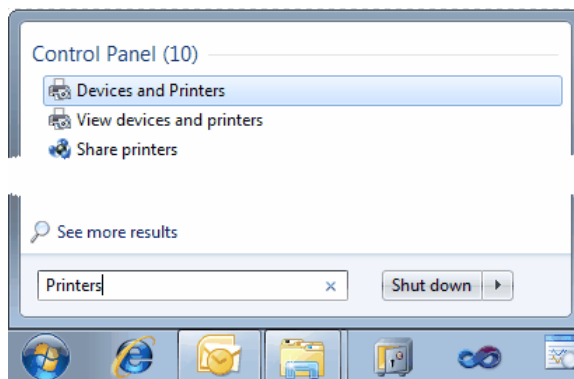 Control Panel (10)
Devices and Printers
View devices and printers
Share printers
See more results
Printers
Shut down